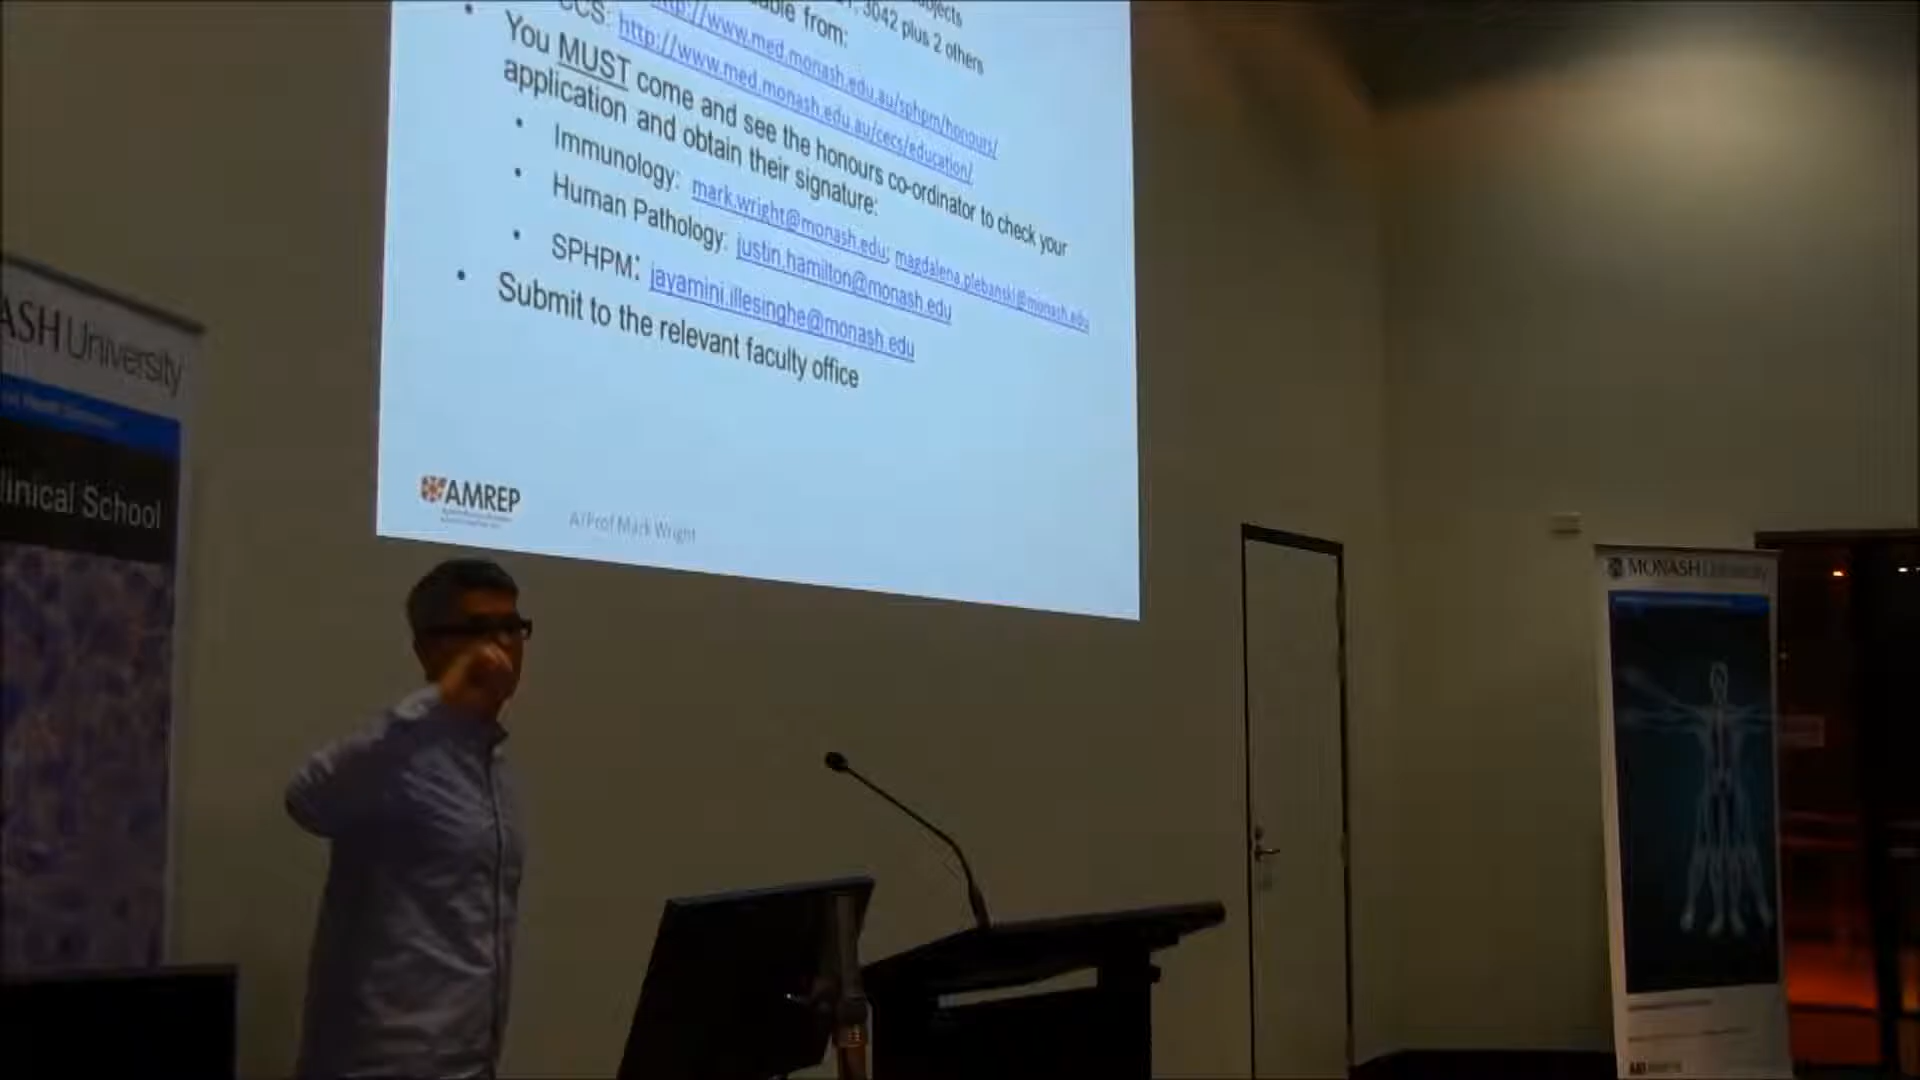 3042 plus 2 others
able from:
http://www.med.monash.edu.au/sphpm/honours/
CCS: http://www.med.monash.edu.au/cecs/education/
• You MUST come and see the honours co-ordinator to check your
application and obtain their signature:
• Immunology: mark.wright@monash.edu; magdalena.plebanski@monash.edu
• Human Pathology: justin.hamilton@monash.edu
• SPHPM: jayamini.illesinghe@monash.edu
• Submit to the relevant faculty office
AMREP
A/Prof Mark Wright
ASH University
linical School
MONASH University